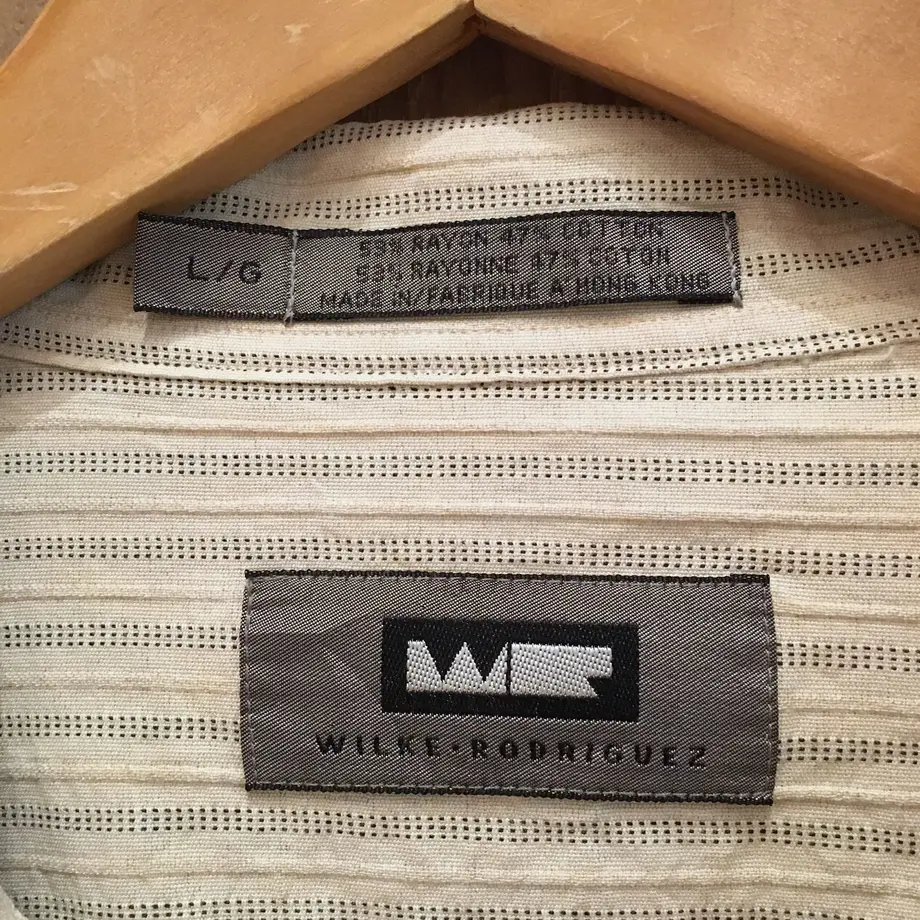 L/G
53% RAYON 47% COTTON
53% RAYONNE 47% COTON
MADE IN/FABRIQUE A' HONG KONG
WR
WILKE·RODRIGUEZ